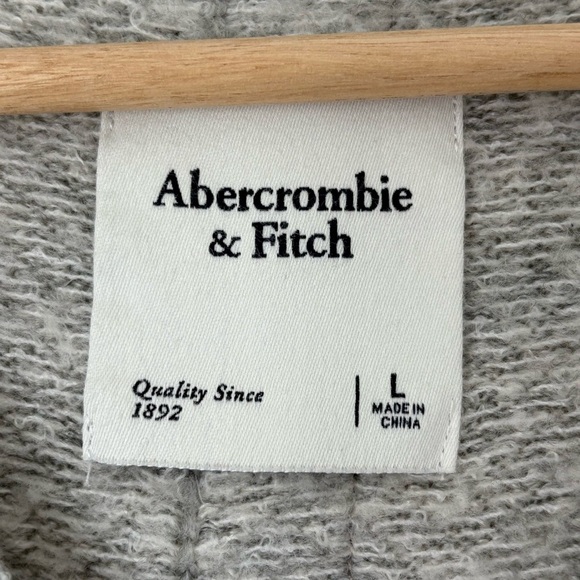 Abercrombie
& Fitch
Quality Since
1892
L
MADE IN
CHINA